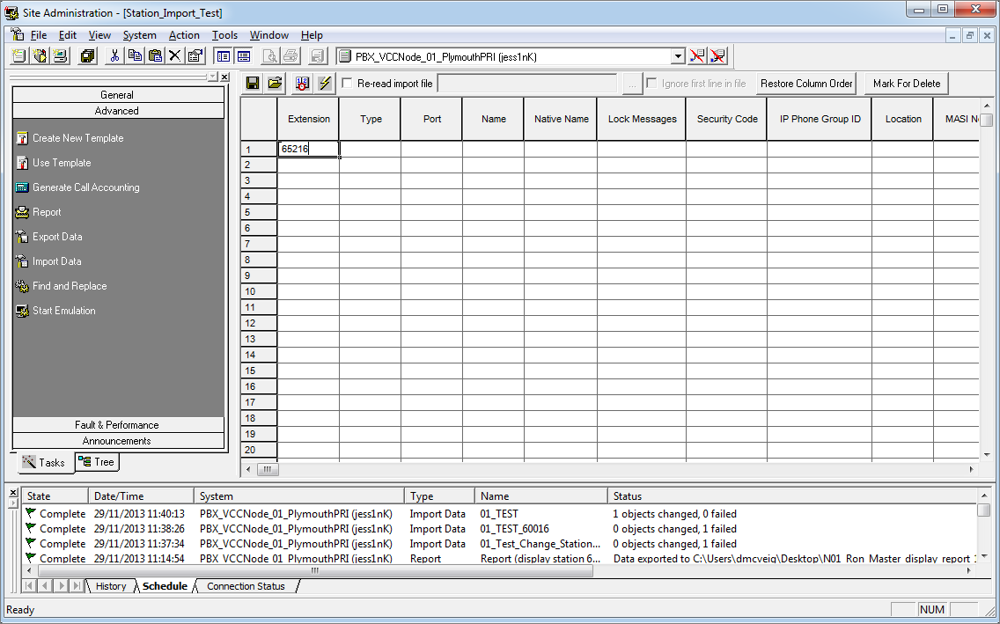 Site Administration - [Station_Import_Test]
File Edit View System Action Tools Window Help
PBX_VCCNode_01_PlymouthPRI (jess1nK)
Re-read import file ... Ignore first line in file Restore Column Order Mark For Delete
General
Advanced
Create New Template
Use Template
Generate Call Accounting
Report
Export Data
Import Data
Find and Replace
Start Emulation
Fault & Performance
Announcements
Tasks Tree
Extension Type Port Name Native Name Lock Messages Security Code IP Phone Group ID Location MASI N
1 65216
2
3
4
5
6
7
8
9
10
11
12
13
14
15
16
17
18
19
20
State Date/Time System Type Name Status
Complete 29/11/2013 11:40:13 PBX_VCCNode_01_PlymouthPRI (jess1nK) Import Data 01_TEST 1 objects changed, 0 failed
Complete 29/11/2013 11:38:26 PBX_VCCNode_01_PlymouthPRI (jess1nK) Import Data 01_TEST_60016 0 objects changed, 1 failed
Complete 29/11/2013 11:37:34 PBX_VCCNode_01_PlymouthPRI (jess1nK) Import Data 01_Test_Change_Station... 0 objects changed, 1 failed
Complete 29/11/2013 11:14:54 PBX_VCCNode_01_PlymouthPRI (jess1nK) Report Report (display station 6... Data exported to C:\Users\dmcveig\Desktop\N01_Ron_Master_display_report_1
History Schedule Connection Status
Ready NUM